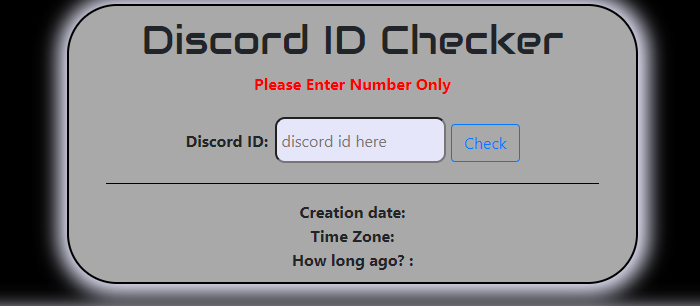 Discord ID Checker
Please Enter Number Only
Discord ID: discord id here Check
Creation date:
Time Zone:
How long ago? :